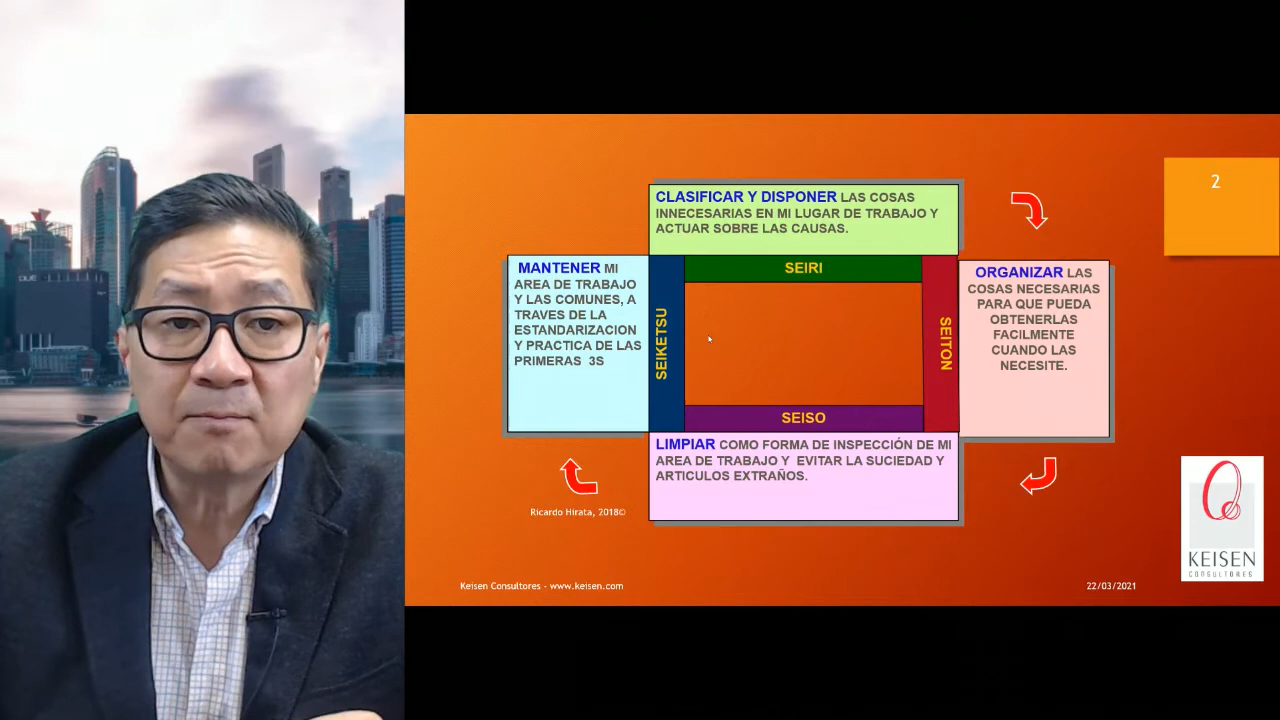 2
CLASIFICAR Y DISPONER LAS COSAS
INNECESARIAS EN MI LUGAR DE TRABAJO Y
ACTUAR SOBRE LAS CAUSAS.
SEIRI
MANTENER MI
AREA DE TRABAJO
Y LAS COMUNES, A
TRAVES DE LA
ESTANDARIZACION
Y PRACTICA DE LAS
PRIMERAS 3S
SEIKETSU
SEITON
ORGANIZAR LAS
COSAS NECESARIAS
PARA QUE PUEDA
OBTENERLAS
FACILMENTE
CUANDO LAS
NECESITE.
SEISO
LIMPIAR COMO FORMA DE INSPECCIÓN DE MI
AREA DE TRABAJO Y EVITAR LA SUCIEDAD Y
ARTICULOS EXTRAÑOS.
Ricardo Hirata, 2018©
KEISEN
CONSULTORES
Keisen Consultores - www.keisen.com
22/03/2021